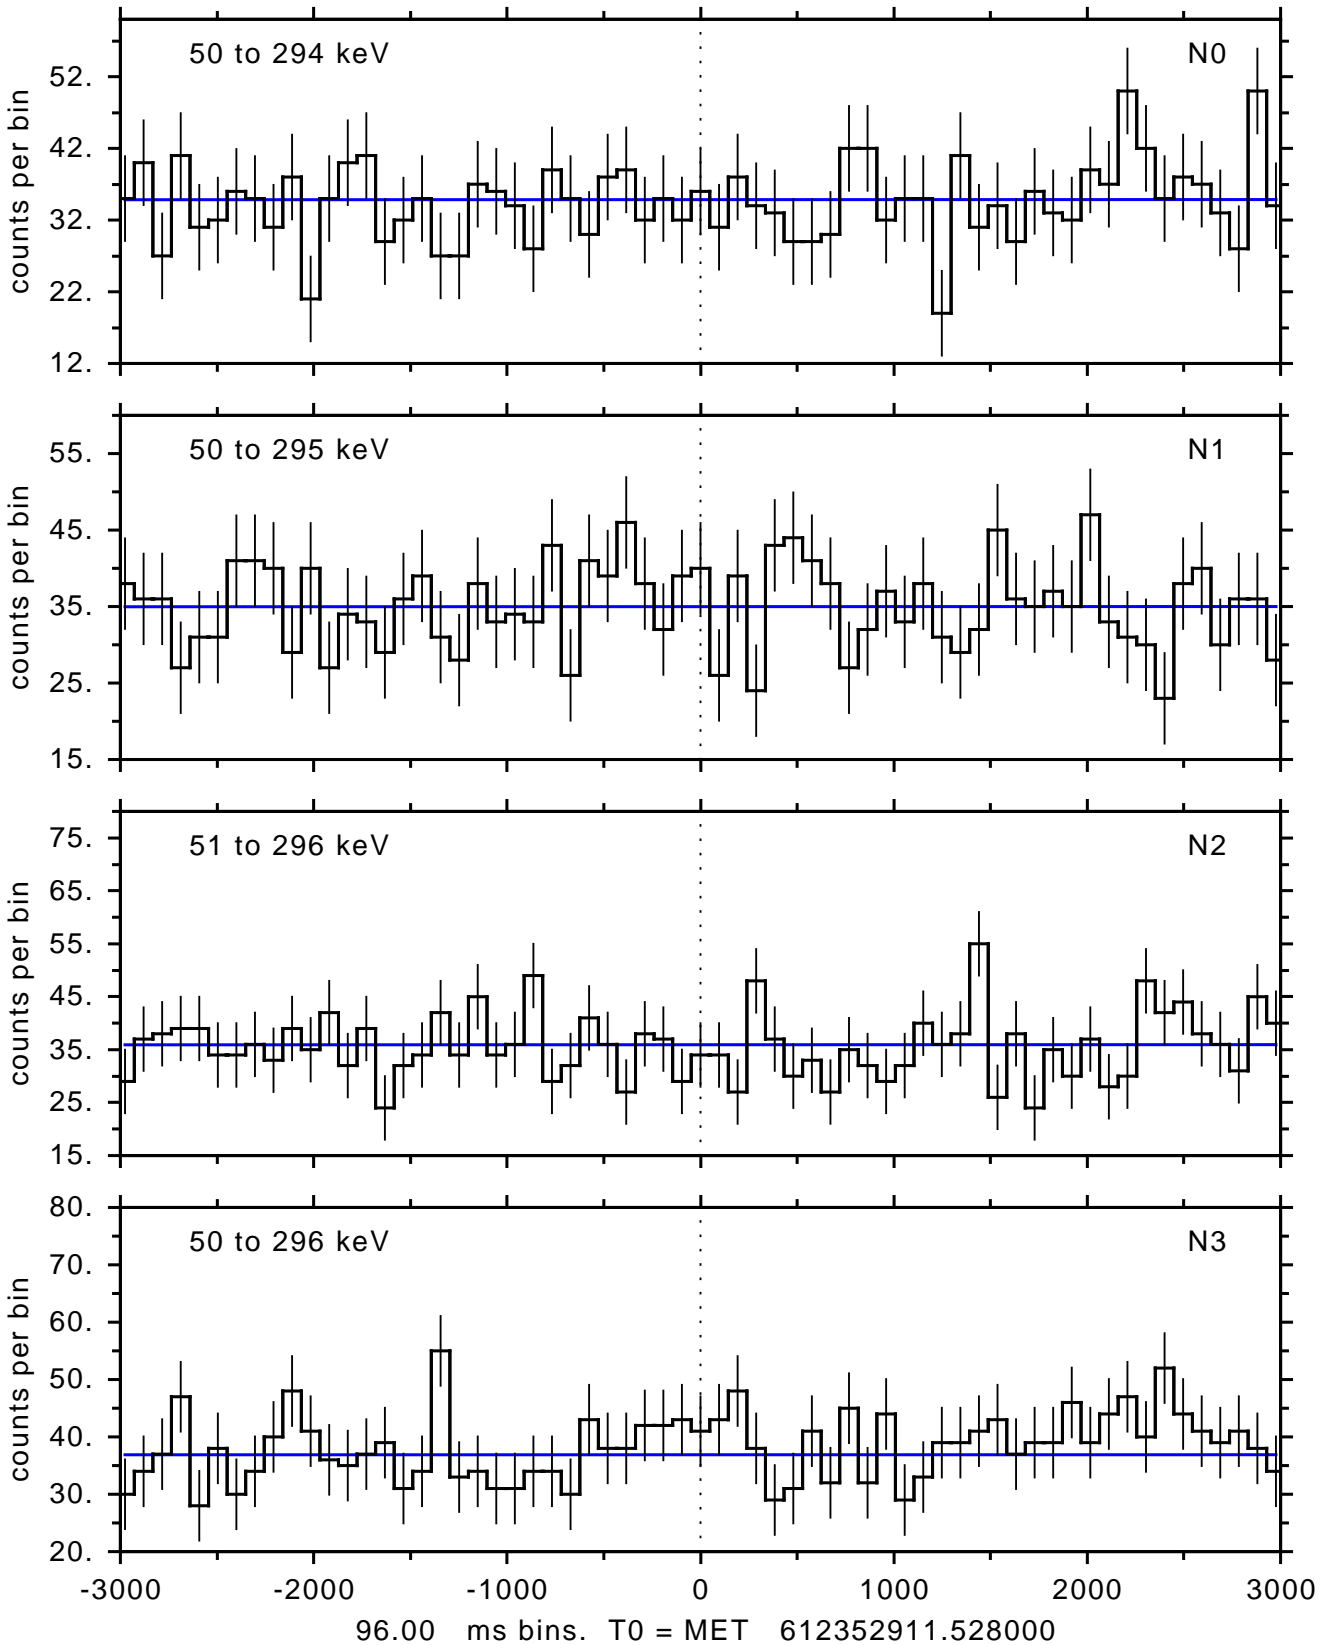 50 to 294 keV N0
counts per bin
52.
42.
32.
22.
12.
50 to 295 keV N1
counts per bin
55.
45.
35.
25.
15.
51 to 296 keV N2
counts per bin
75.
65.
55.
45.
35.
25.
15.
50 to 296 keV N3
counts per bin
80.
70.
60.
50.
40.
30.
20.
-3000 -2000 -1000 0 1000 2000 3000
96.00 ms bins. T0 = MET 612352911.528000